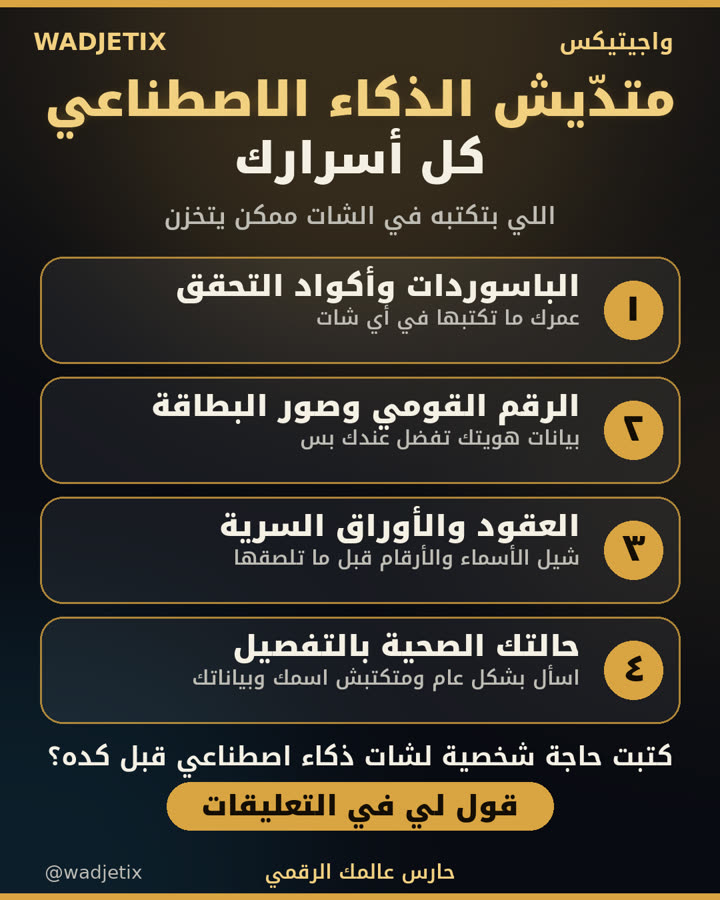 واجيتيكس
WADJETIX
متدّيش الذكاء الاصطناعي
كل أسرارك
اللي بتكتبه في الشات ممكن يتخزن
١
الباسوردات وأكواد التحقق
عمرك ما تكتبها في أي شات
٢
الرقم القومي وصور البطاقة
بيانات هويتك تفضل عندك بس
٣
العقود والأوراق السرية
شيل الأسماء والأرقام قبل ما تلصقها
٤
حالتك الصحية بالتفصيل
اسأل بشكل عام ومتكتبش اسمك وبياناتك
كتبت حاجة شخصية لشات ذكاء اصطناعي قبل كده؟
قول لي في التعليقات
حارس عالمك الرقمي
@wadjetix